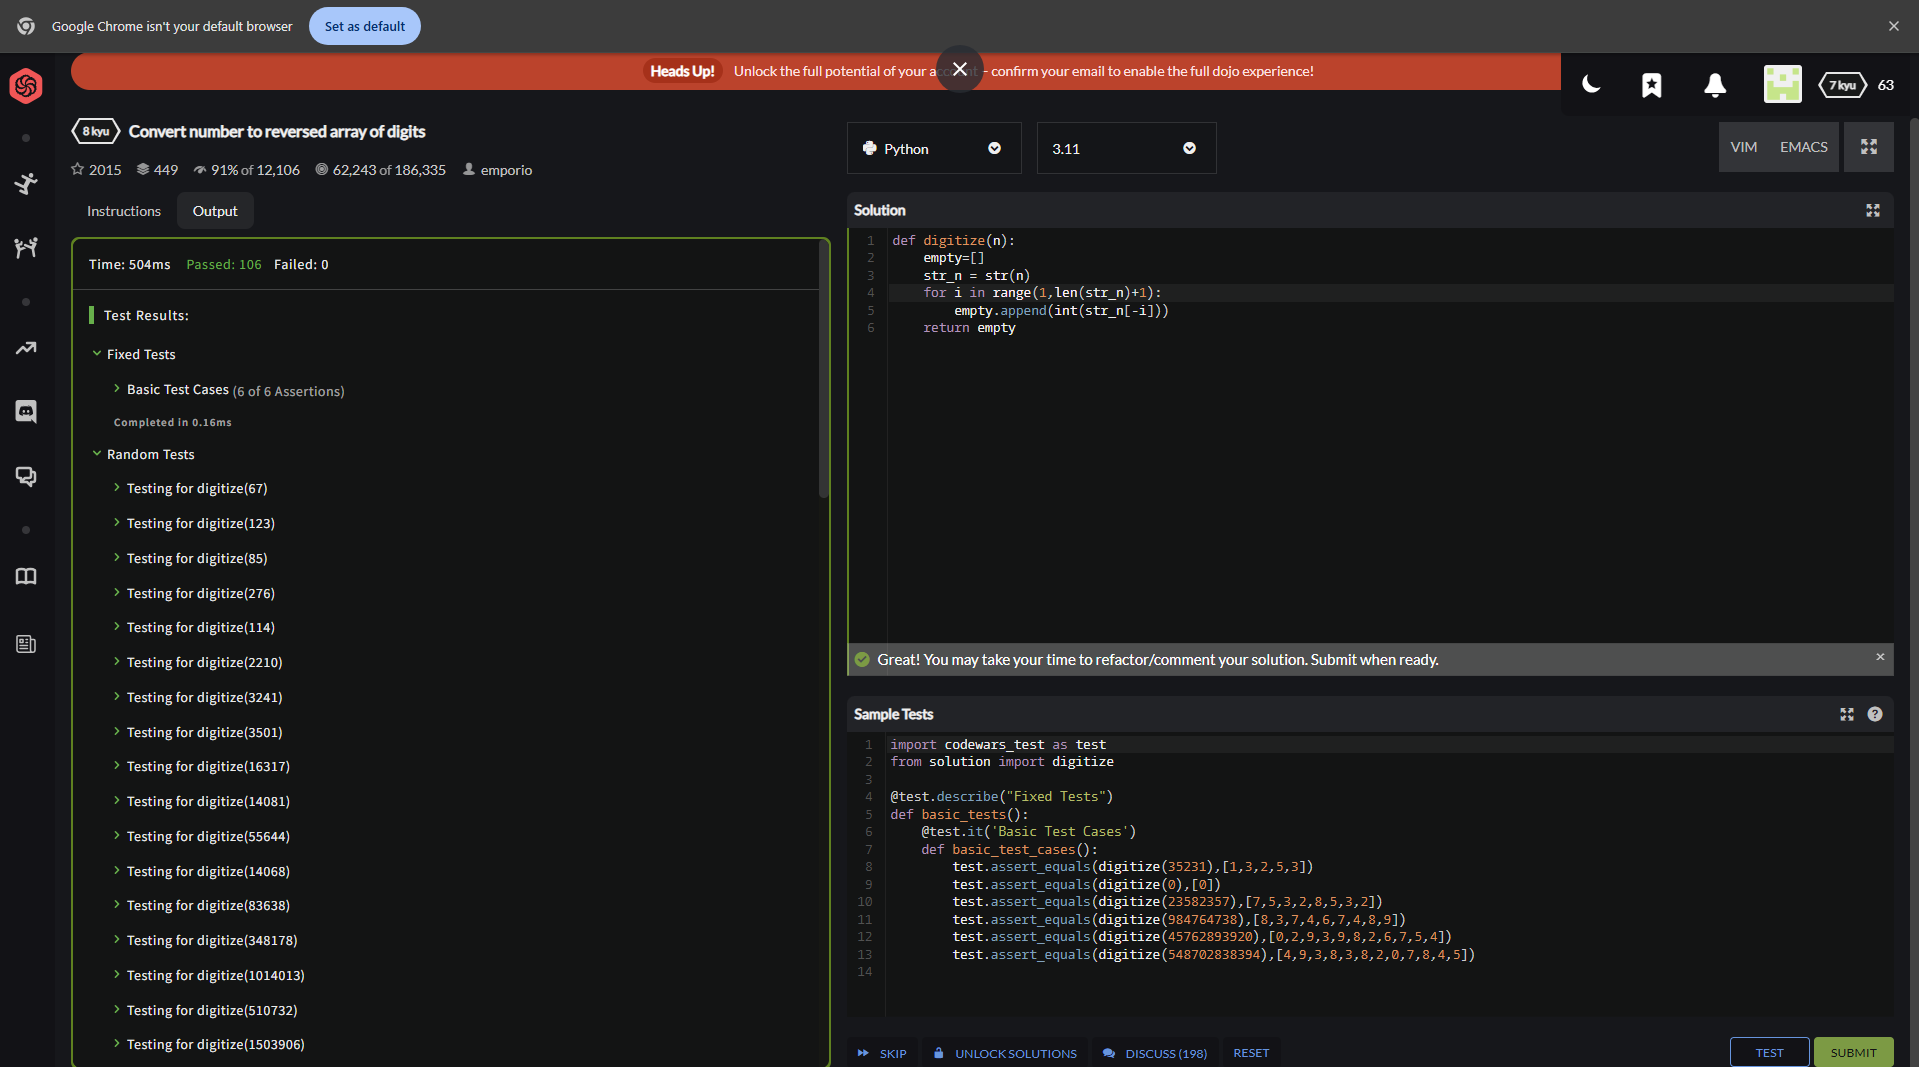 Google Chrome isn't your default browser
Set as default
Heads Up! Unlock the full potential of your acc - confirm your email to enable the full dojo experience!
7 kyu 63
8 kyu Convert number to reversed array of digits
2015 449 91% of 12,106 62,243 of 186,335 emporio
Instructions Output
Time: 504ms Passed: 106 Failed: 0
Test Results:
Fixed Tests
Basic Test Cases (6 of 6 Assertions)
Completed in 0.16ms
Random Tests
Testing for digitize(67)
Testing for digitize(123)
Testing for digitize(85)
Testing for digitize(276)
Testing for digitize(114)
Testing for digitize(2210)
Testing for digitize(3241)
Testing for digitize(3501)
Testing for digitize(16317)
Testing for digitize(14081)
Testing for digitize(55644)
Testing for digitize(14068)
Testing for digitize(83638)
Testing for digitize(348178)
Testing for digitize(1014013)
Testing for digitize(510732)
Testing for digitize(1503906)
Python 3.11 VIM EMACS
Solution
1 def digitize(n):
2     empty=[]
3     str_n = str(n)
4     for i in range(1,len(str_n)+1):
5         empty.append(int(str_n[-i]))
6     return empty
Great! You may take your time to refactor/comment your solution. Submit when ready.
Sample Tests
1 import codewars_test as test
2 from solution import digitize
3
4 @test.describe("Fixed Tests")
5 def basic_tests():
6     @test.it('Basic Test Cases')
7     def basic_test_cases():
8         test.assert_equals(digitize(35231),[1,3,2,5,3])
9         test.assert_equals(digitize(0),[0])
10         test.assert_equals(digitize(23582357),[7,5,3,2,8,5,3,2])
11         test.assert_equals(digitize(984764738),[8,3,7,4,6,7,4,8,9])
12         test.assert_equals(digitize(45762893920),[0,2,9,3,9,8,2,6,7,5,4])
13         test.assert_equals(digitize(548702838394),[4,9,3,8,3,8,2,0,7,8,4,5])
14
SKIP UNLOCK SOLUTIONS DISCUSS (198) RESET TEST SUBMIT